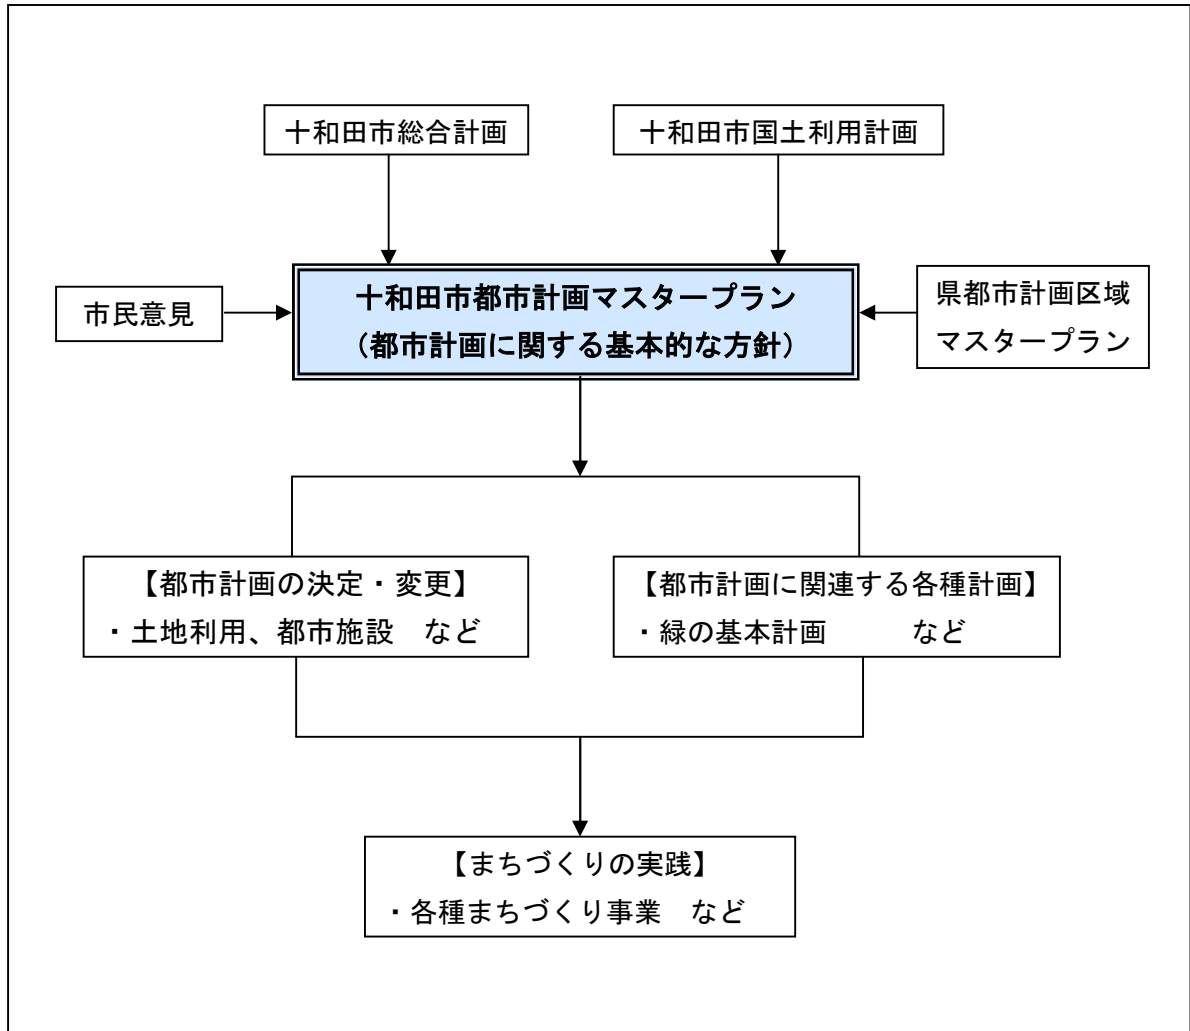 十和田市総合計画
十和田市国土利用計画
市民意見
十和田市都市計画マスタープラン
（都市計画に関する基本的な方針）
県都市計画区域
マスタープラン
【都市計画の決定・変更】
・土地利用、都市施設　など
【都市計画に関連する各種計画】
・緑の基本計画　　　など
【まちづくりの実践】
・各種まちづくり事業　など